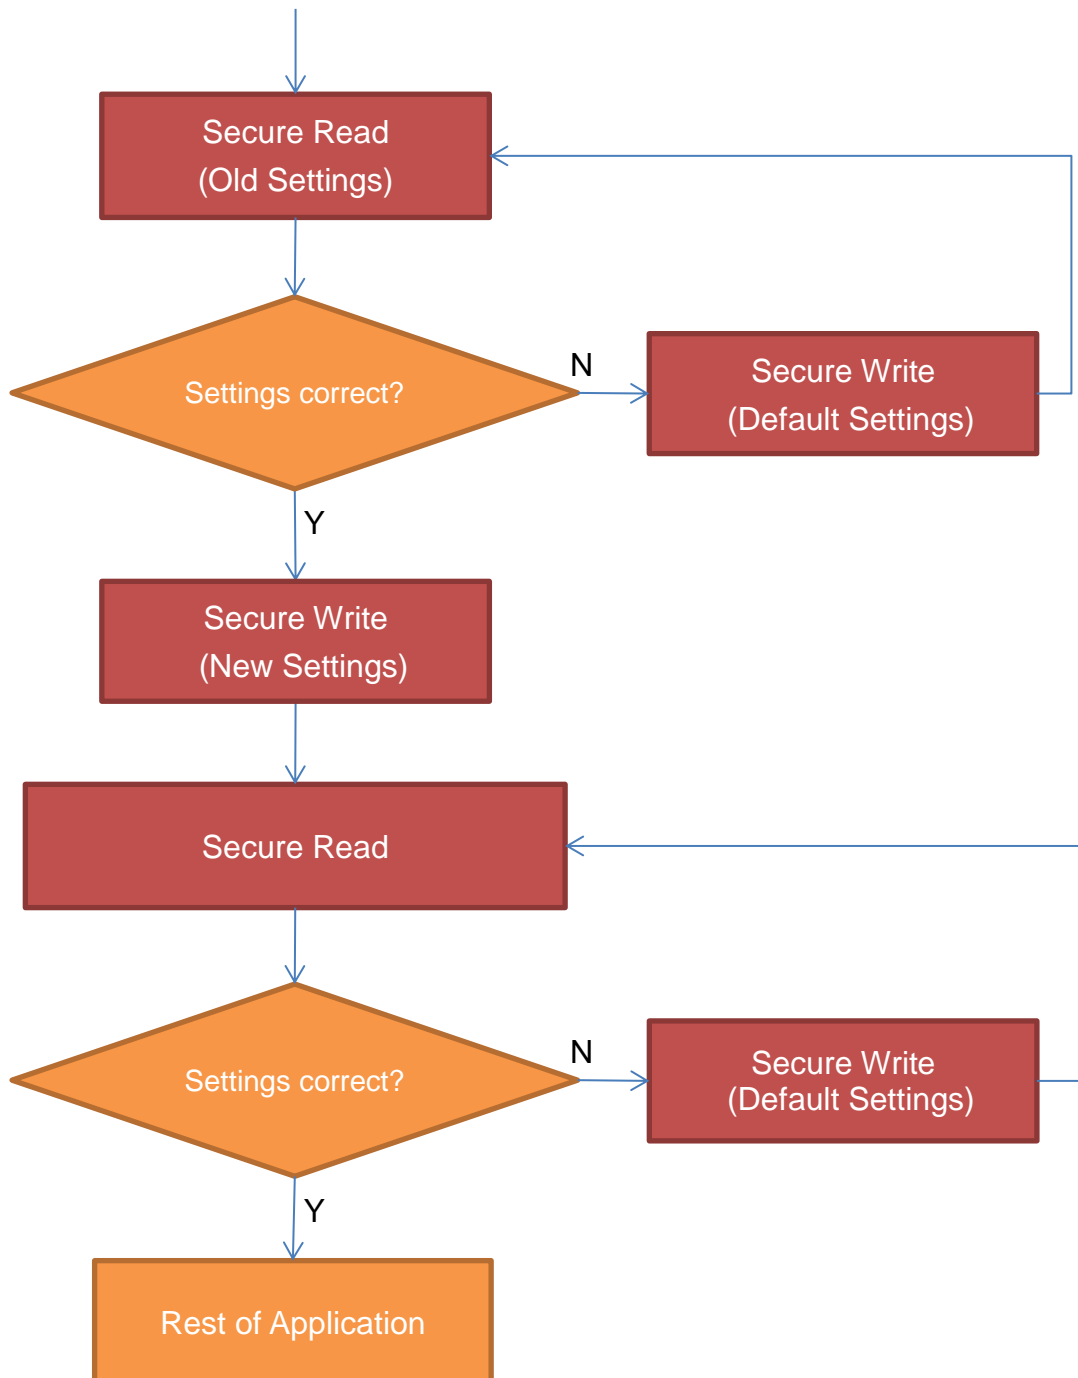 Secure Read
(Old Settings)
Settings correct?
N
Secure Write
(Default Settings)
Y
Secure Write
(New Settings)
Secure Read
Settings correct?
N
Secure Write
(Default Settings)
Y
Rest of Application